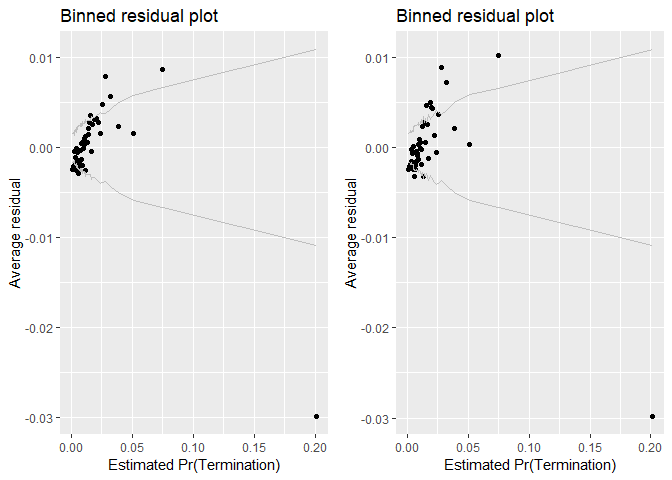 Binned residual plot
Average residual
0.01
0.00
-0.01
-0.02
-0.03
0.00 0.05 0.10 0.15 0.20
Estimated Pr(Termination)
Binned residual plot
Average residual
0.01
0.00
-0.01
-0.02
-0.03
0.00 0.05 0.10 0.15 0.20
Estimated Pr(Termination)